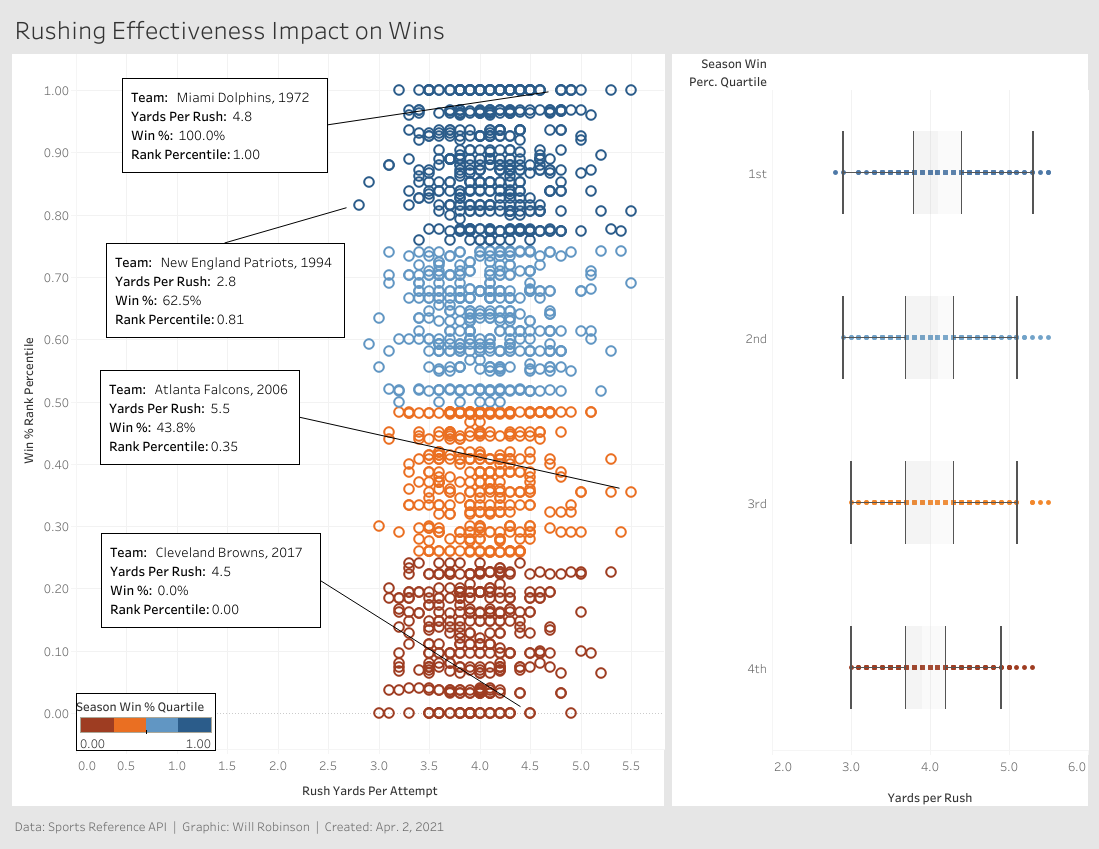 Rushing Effectiveness Impact on Wins
Team: Miami Dolphins, 1972
Yards Per Rush: 4.8
Win %: 100.0%
Rank Percentile: 1.00
Team: New England Patriots, 1994
Yards Per Rush: 2.8
Win %: 62.5%
Rank Percentile: 0.81
Team: Atlanta Falcons, 2006
Yards Per Rush: 5.5
Win %: 43.8%
Rank Percentile: 0.35
Team: Cleveland Browns, 2017
Yards Per Rush: 4.5
Win %: 0.0%
Rank Percentile: 0.00
Win % Rank Percentile
1.00
0.90
0.80
0.70
0.60
0.50
0.40
0.30
0.20
0.10
0.00
Season Win % Quartile
0.00 1.00
0.0 0.5 1.0 1.5 2.0 2.5 3.0 3.5 4.0 4.5 5.0 5.5
Rush Yards Per Attempt
Season Win
Perc. Quartile
1st
2nd
3rd
4th
2.0 3.0 4.0 5.0 6.0
Yards per Rush
Data: Sports Reference API | Graphic: Will Robinson | Created: Apr. 2, 2021